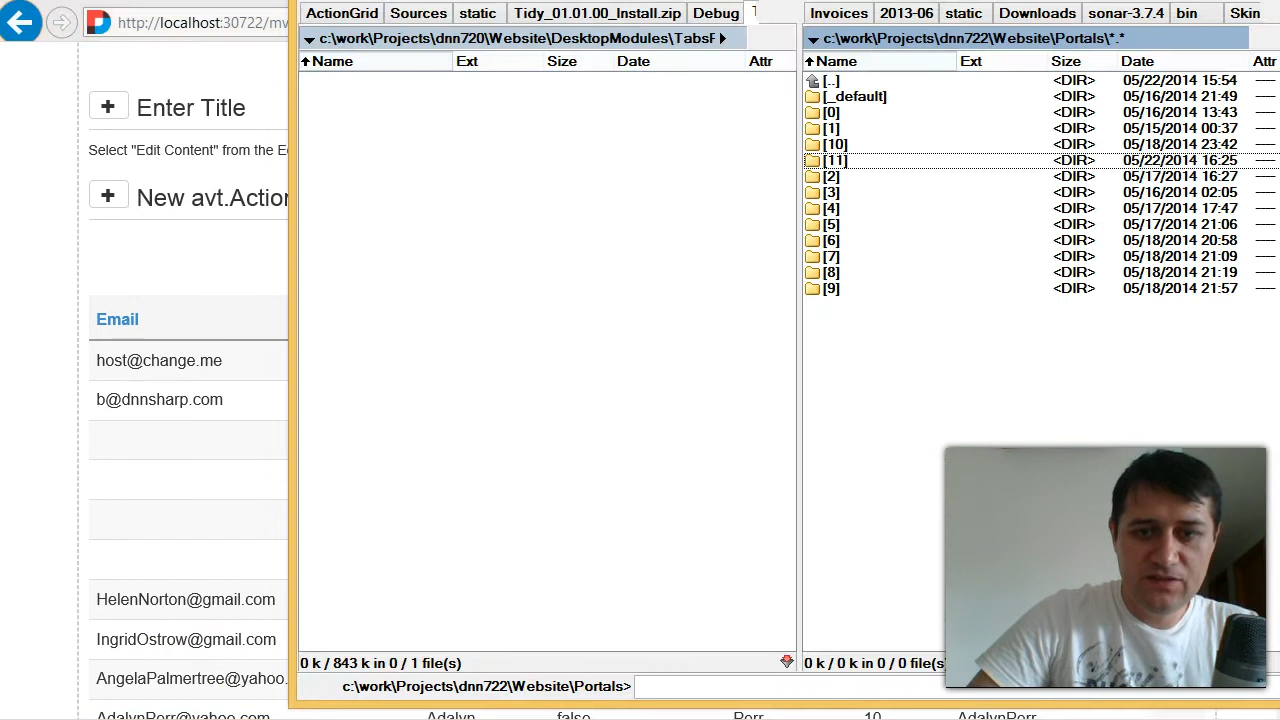 http://localhost:30722/mv
Enter Title
Select "Edit Content" from the E
New avt.Action
Email
host@change.me
b@dnnsharp.com
HelenNorton@gmail.com
IngridOstrow@gmail.com
AngelaPalmertree@yahoo.
AdalynPorr@yahoo.com Adalyn false Porr 10 AdalynPorr
ActionGrid Sources static Tidy_01.01.00_Install.zip Debug
c:\work\Projects\dnn720\Website\DesktopModules\TabsF
Name Ext Size Date Attr
0 k / 843 k in 0 / 1 file(s)
c:\work\Projects\dnn722\Website\Portals>
Invoices 2013-06 static Downloads sonar-3.7.4 bin Skin
c:\work\Projects\dnn722\Website\Portals\*.*
Name Ext Size Date Attr
[..] <DIR> 05/22/2014 15:54 ----
[_default] <DIR> 05/16/2014 21:49 ----
[0] <DIR> 05/16/2014 13:43 ----
[1] <DIR> 05/15/2014 00:37 ----
[10] <DIR> 05/18/2014 23:42 ----
[11] <DIR> 05/22/2014 16:25 ----
[2] <DIR> 05/17/2014 16:27 ----
[3] <DIR> 05/16/2014 02:05 ----
[4] <DIR> 05/17/2014 17:47 ----
[5] <DIR> 05/17/2014 21:06 ----
[6] <DIR> 05/18/2014 20:58 ----
[7] <DIR> 05/18/2014 21:09 ----
[8] <DIR> 05/18/2014 21:19 ----
[9] <DIR> 05/18/2014 21:57 ----
0 k / 0 k in 0 / 0 file(s)